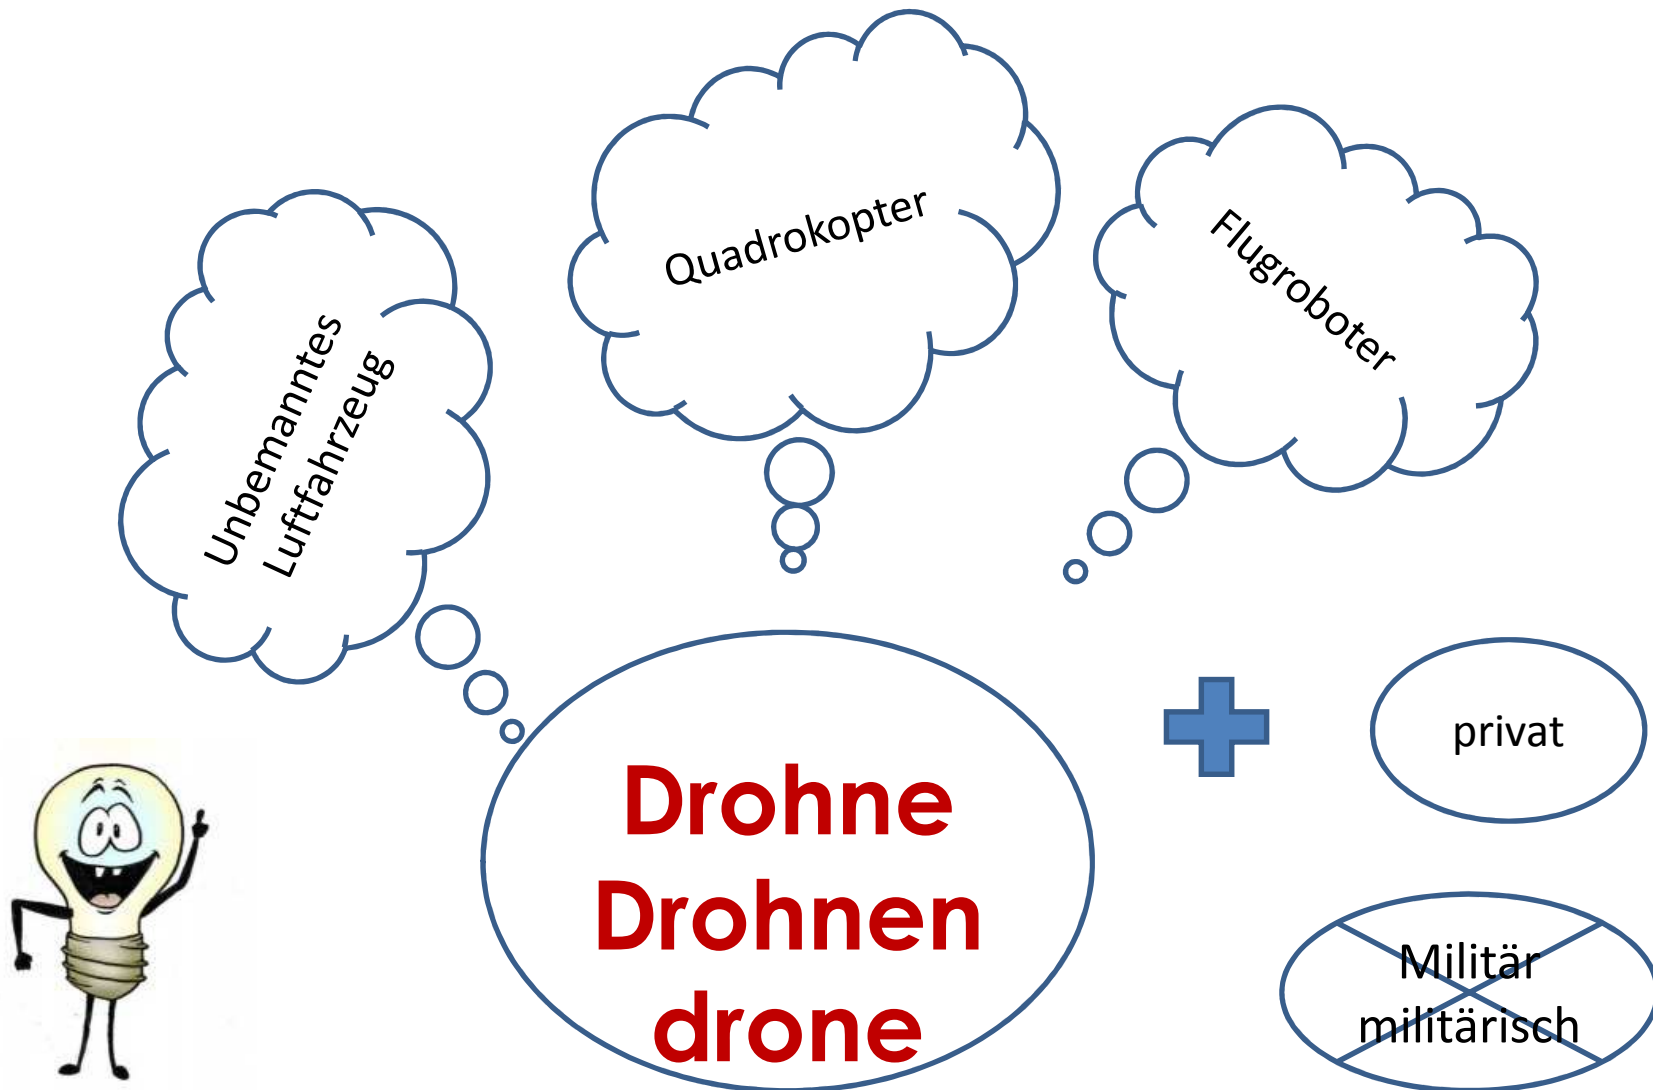 Unbemanntes
Luftfahrzeug
Quadrokopter
Flugroboter
Drohne
Drohnen
drone
privat
Militär
militärisch